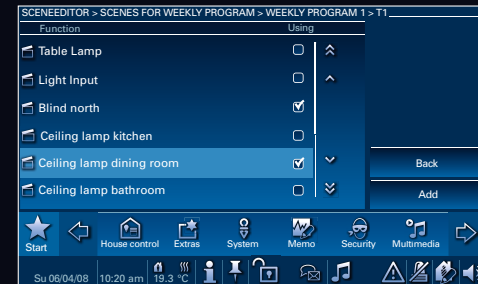 SCENEEDITOR > SCENES FOR WEEKLY PROGRAM > WEEKLY PROGRAM 1 > T1
Function Using
Table Lamp
Light Input
Blind north
Ceiling lamp kitchen
Ceiling lamp dining room
Ceiling lamp bathroom
Back
Add
Start House control Extras System Memo Security Multimedia
Su 06/04/08 10:20 am 19.3 °C